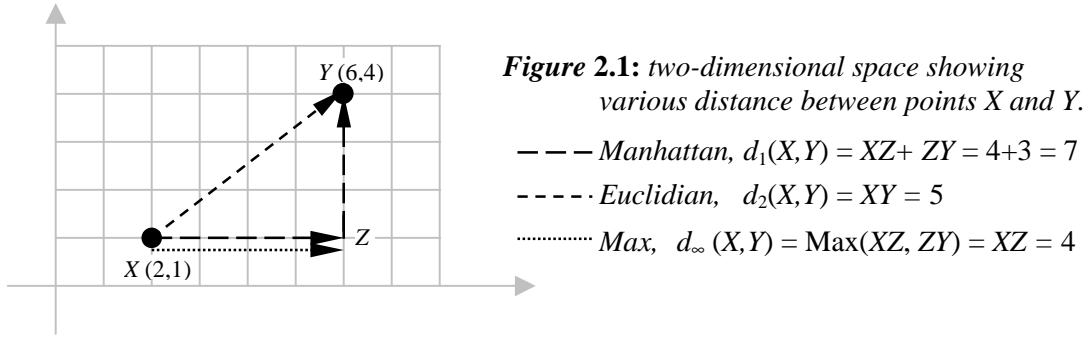 Y (6,4)
Z
X (2,1)
Figure 2.1: two-dimensional space showing
various distance between points X and Y.
Manhattan, d₁(X,Y) = XZ+ ZY = 4+3 = 7
Euclidian, d₂(X,Y) = XY = 5
Max, d∞ (X,Y) = Max(XZ, ZY) = XZ = 4